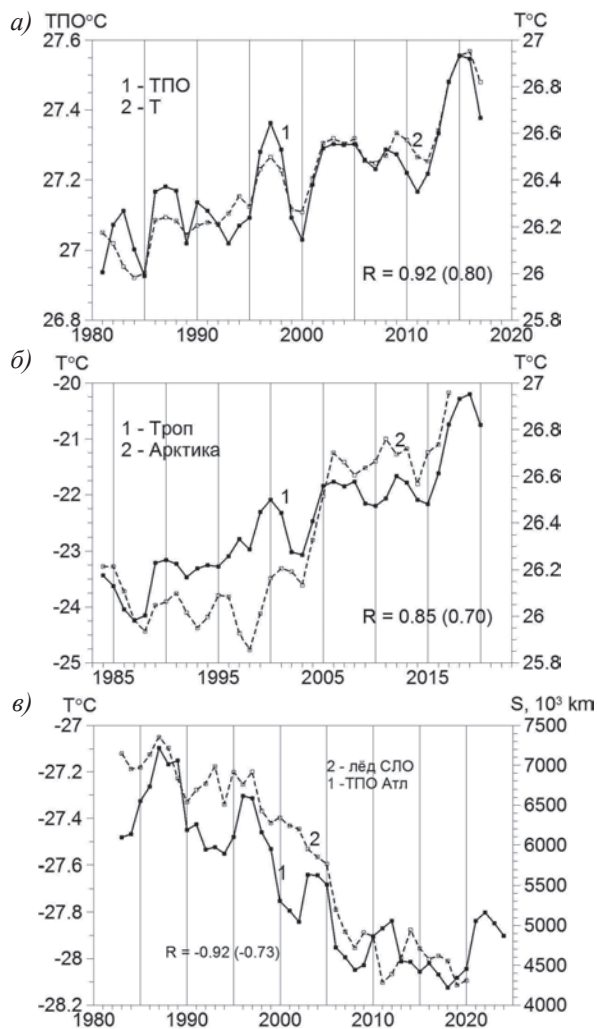 а)
ТПО°С
Т°С
27.6
27.4
27.2
27
26.8
27
26.8
26.6
26.4
26.2
26
25.8
1 - ТПО
2 - Т
1
2
R = 0.92 (0.80)
1980 1990 2000 2010 2020
б)
Т°С
Т°С
-20
-21
-22
-23
-24
-25
27
26.8
26.6
26.4
26.2
26
25.8
1 - Троп
2 - Арктика
1
2
R = 0.85 (0.70)
1985 1995 2005 2015
в)
Т°С
S, 10³ km
-27
-27.2
-27.4
-27.6
-27.8
-28
-28.2
7500
7000
6500
6000
5500
5000
4500
4000
2 - лёд СЛО
1 -ТПО Атл
1
2
R = -0.92 (-0.73)
1980 1990 2000 2010 2020